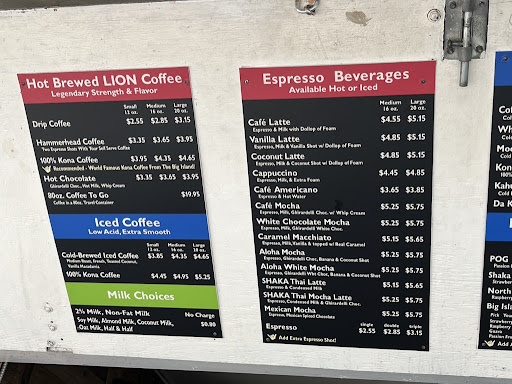 Hot Brewed LION Coffee
Legendary Strength & Flavor
Small 12 oz. Medium 16 oz. Large 20 oz.
Drip Coffee $2.55 $2.85 $3.15
Hammerhead Coffee $3.35 $3.65 $3.95
Two Espresso Shots With Your Self Serve Coffee
100% Kona Coffee $3.95 $4.35 $4.65
Recommended - World Famous Kona Coffee From The Big Island!
Hot Chocolate $3.35 $3.65 $3.95
Ghirardelli Choc., Hot Milk, Whip Cream
80oz. Coffee To Go $19.95
Coffee in a 80oz. Travel Container
Iced Coffee
Low Acid, Extra Smooth
Small 12 oz. Medium 16 oz. Large 20 oz.
Cold-Brewed Iced Coffee $3.85 $4.35 $4.65
Medium Roast, French, Toasted Coconut,
Vanilla Macadamia
100% Kona Coffee $4.45 $4.95 $5.25
Milk Choices
2% Milk, Non-Fat Milk No Charge
Soy Milk, Almond Milk, Coconut Milk, $0.80
Oat Milk, Half & Half
Espresso Beverages
Available Hot or Iced
Medium 16 oz. Large 20 oz.
Café Latte $4.55 $5.15
Espresso & Milk with Dollop of Foam
Vanilla Latte $4.85 $5.15
Espresso, Milk & Vanilla Shot w/ Dollop of Foam
Coconut Latte $4.85 $5.15
Espresso, Milk & Coconut Shot w/ Dollop of Foam
Cappuccino $4.45 $4.85
Espresso, Milk, & Extra Foam
Café Americano $3.65 $3.85
Espresso & Hot Water
Café Mocha $5.25 $5.75
Espresso, Milk, Ghirardelli Choc. w/ Whip Cream
White Chocolate Mocha $5.25 $5.75
Espresso, Milk, Ghirardelli White Choc.
Caramel Macchiato $5.15 $5.65
Espresso, Milk, Vanilla & topped w/ Real Caramel
Aloha Mocha $5.25 $5.75
Espresso, Ghirardelli Choc, Banana & Coconut Shot
Aloha White Mocha $5.25 $5.75
Espresso, Ghirardelli White Choc, Banana & Coconut Shot
SHAKA Thai Latte $5.15 $5.65
Espresso & Condensed Milk
SHAKA Thai Mocha Latte $5.25 $5.75
Espresso, Condensed Milk & Ghirardelli Choc.
Mexican Mocha $5.25 $5.75
Espresso, Mexican Spiced Chocolate
single double triple
Espresso $2.55 $2.85 $3.15
Add Extra Espresso Shot!
POG
Shaka
North
Big Isl
Pick Your